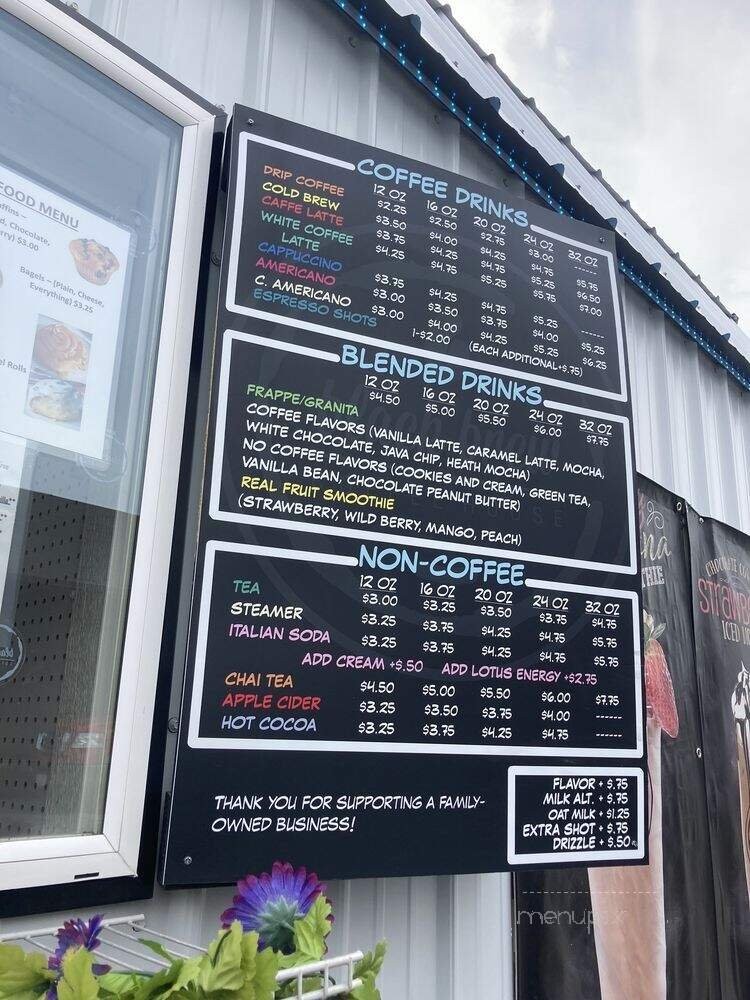 FOOD MENU
Chocolate,
$3.00
Bagels - (Plain, Cheese,
Everything) $3.25
Rolls
COFFEE DRINKS
12 OZ 16 OZ 20 OZ 24 OZ 32 OZ
DRIP COFFEE $2.25 $2.50 $2.75 $3.00 ------
COLD BREW $3.50 $4.00 $4.25 $4.75 $5.75
CAFFE LATTE $3.75 $4.25 $4.75 $5.25 $6.50
WHITE COFFEE
LATTE $4.25 $4.75 $5.25 $5.75 $7.00
CAPPUCCINO $3.75 $4.25 $4.75 $5.25 ------
AMERICANO $3.00 $3.50 $3.75 $4.25 $5.25
C. AMERICANO $3.00 $4.00 $4.25 $5.25 $6.25
ESPRESSO SHOTS 1-$2.00 (EACH ADDITIONAL +$.75)
BLENDED DRINKS
12 OZ 16 OZ 20 OZ 24 OZ 32 OZ
FRAPPE/GRANITA $4.50 $5.00 $5.50 $6.00 $7.75
COFFEE FLAVORS (VANILLA LATTE, CARAMEL LATTE, MOCHA,
WHITE CHOCOLATE, JAVA CHIP, HEATH MOCHA)
NO COFFEE FLAVORS (COOKIES AND CREAM, GREEN TEA,
VANILLA BEAN, CHOCOLATE PEANUT BUTTER)
REAL FRUIT SMOOTHIE
(STRAWBERRY, WILD BERRY, MANGO, PEACH)
NON-COFFEE
12 OZ 16 OZ 20 OZ 24 OZ 32 OZ
TEA $3.00 $3.25 $3.50 $3.75 $4.75
STEAMER $3.25 $3.75 $4.25 $4.75 $5.75
ITALIAN SODA $3.25 $3.75 $4.25 $4.75 $5.75
ADD CREAM +$.50 ADD LOTUS ENERGY +$2.75
CHAI TEA $4.50 $5.00 $5.50 $6.00 $7.75
APPLE CIDER $3.25 $3.50 $3.75 $4.00 ------
HOT COCOA $3.25 $3.75 $4.25 $4.75 ------
THANK YOU FOR SUPPORTING A FAMILY-
OWNED BUSINESS!
FLAVOR + $.75
MILK ALT. + $.75
OAT MILK + $1.25
EXTRA SHOT + $.75
DRIZZLE + $.50
ICED